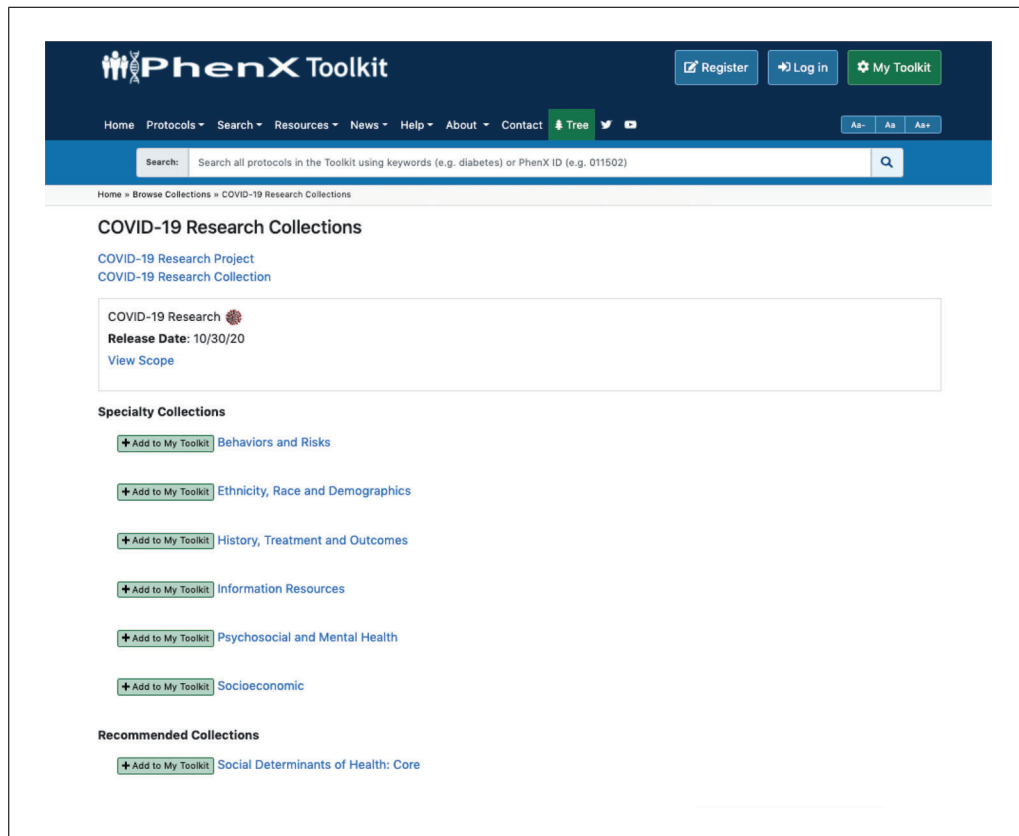 PhenX Toolkit
Register Log in My Toolkit
Home Protocols Search Resources News Help About Contact Tree
Aa- Aa Aa+
Search: Search all protocols in the Toolkit using keywords (e.g. diabetes) or PhenX ID (e.g. 011502)
Home » Browse Collections » COVID-19 Research Collections
COVID-19 Research Collections
COVID-19 Research Project
COVID-19 Research Collection
COVID-19 Research
Release Date: 10/30/20
View Scope
Specialty Collections
+ Add to My Toolkit Behaviors and Risks
+ Add to My Toolkit Ethnicity, Race and Demographics
+ Add to My Toolkit History, Treatment and Outcomes
+ Add to My Toolkit Information Resources
+ Add to My Toolkit Psychosocial and Mental Health
+ Add to My Toolkit Socioeconomic
Recommended Collections
+ Add to My Toolkit Social Determinants of Health: Core